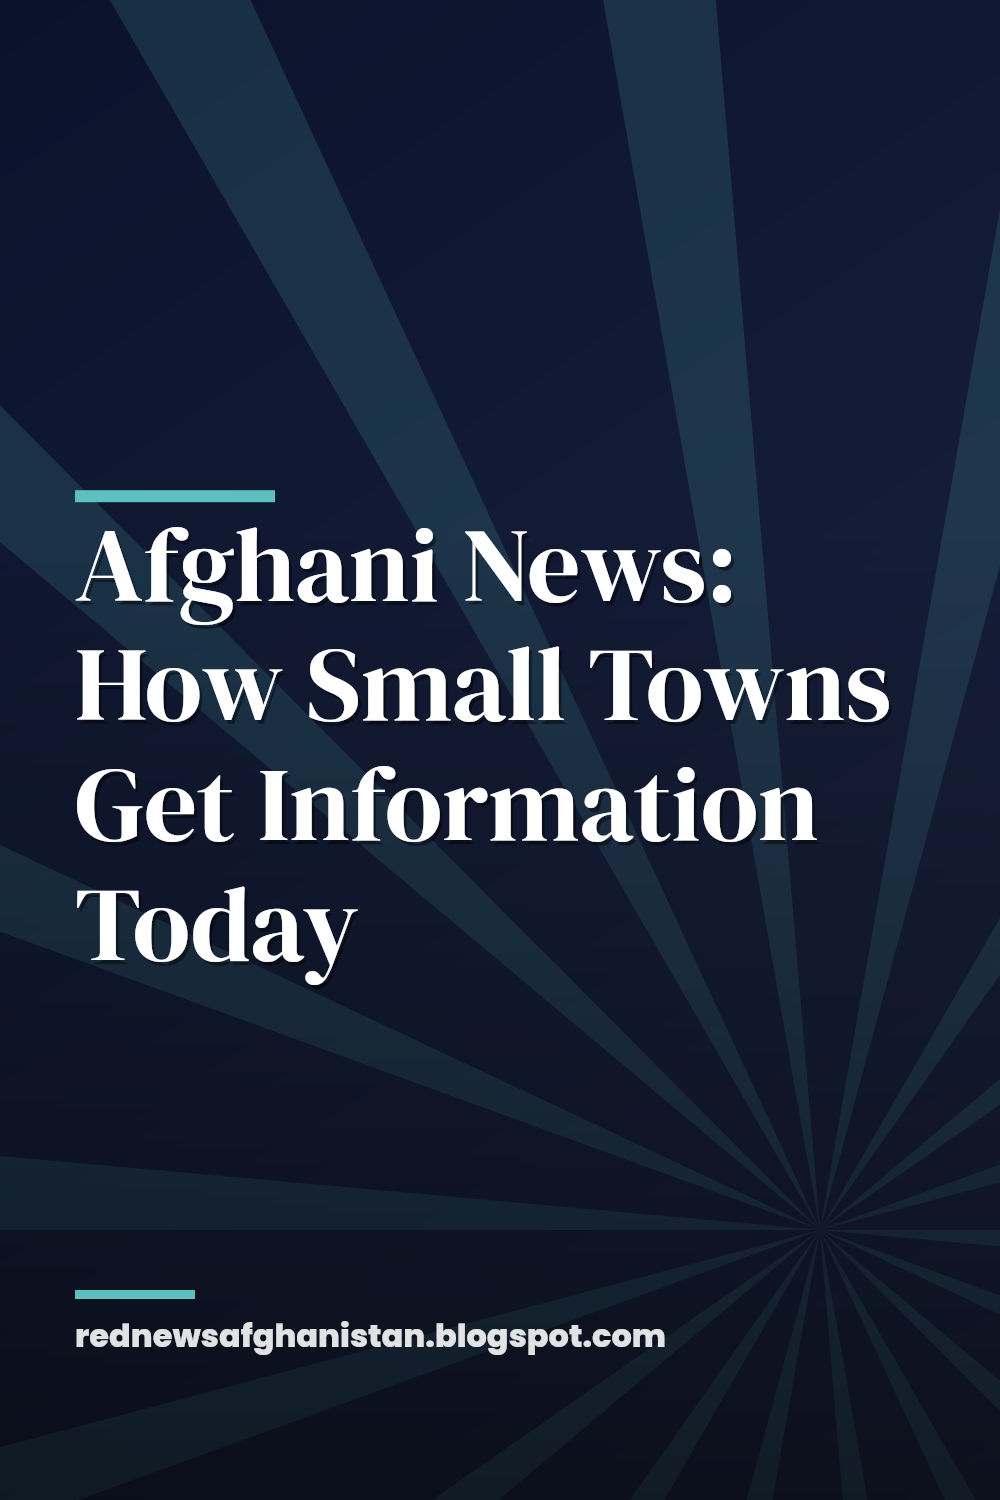 Afghani News:
How Small Towns
Get Information
Today
rednewsafghanistan.blogspot.com